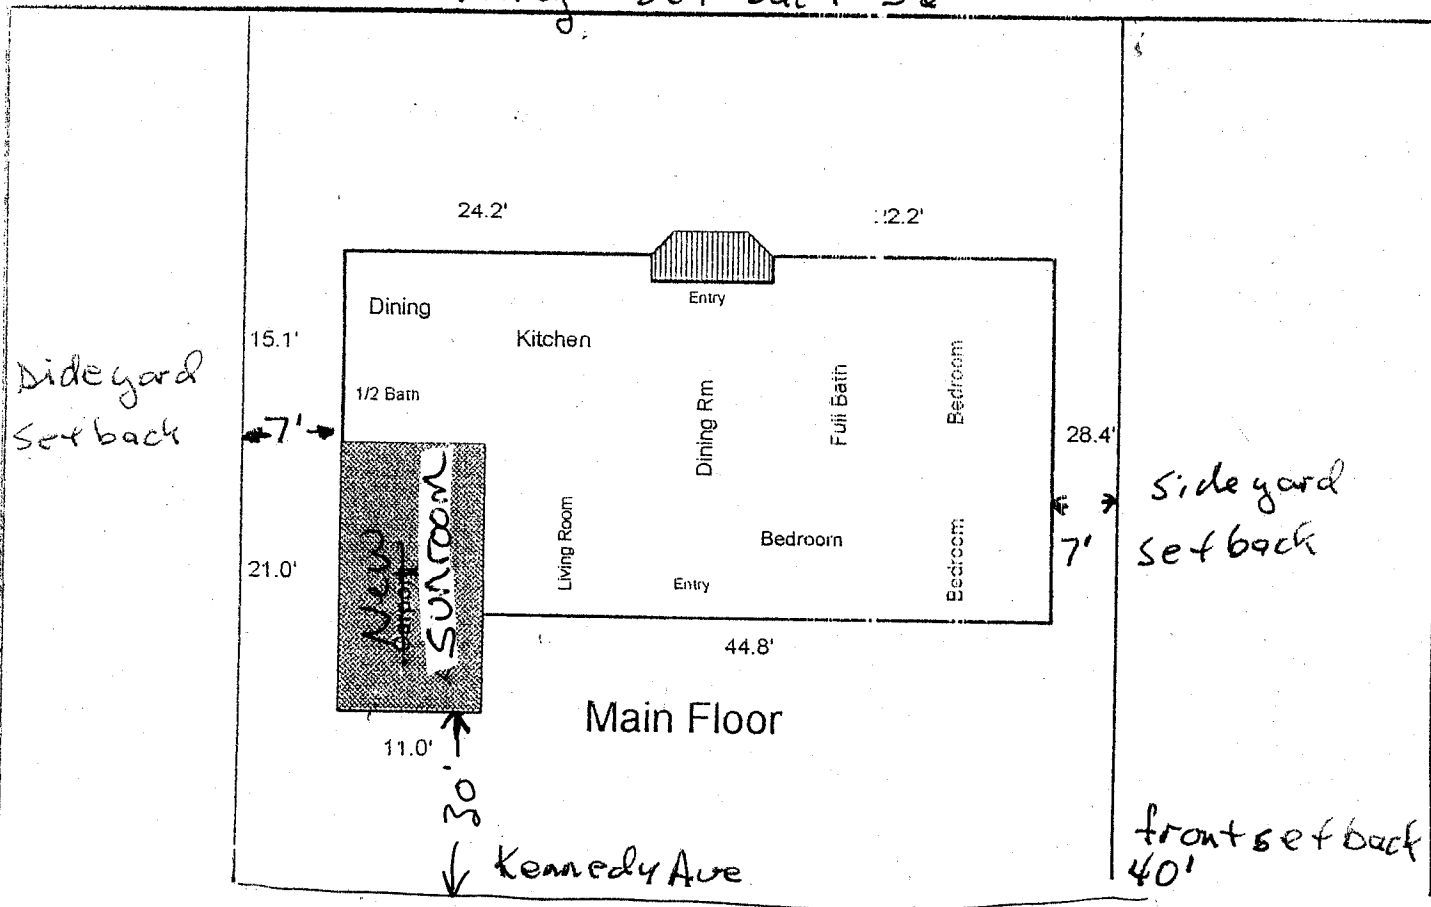 24.2'
2.2'
Dining
Entry
Kitchen
15.1'
Dideyard
setback
7'
1/2 Bath
Dining Rm
Full Bath
Bedroom
28.4'
sideyard
setback
7'
New
Carport
SUNROOM
21.0'
Living Room
Bedroom
Entry
Bedroom
44.8'
Main Floor
11.0'
30'
Kennedy Ave
front setback
40'